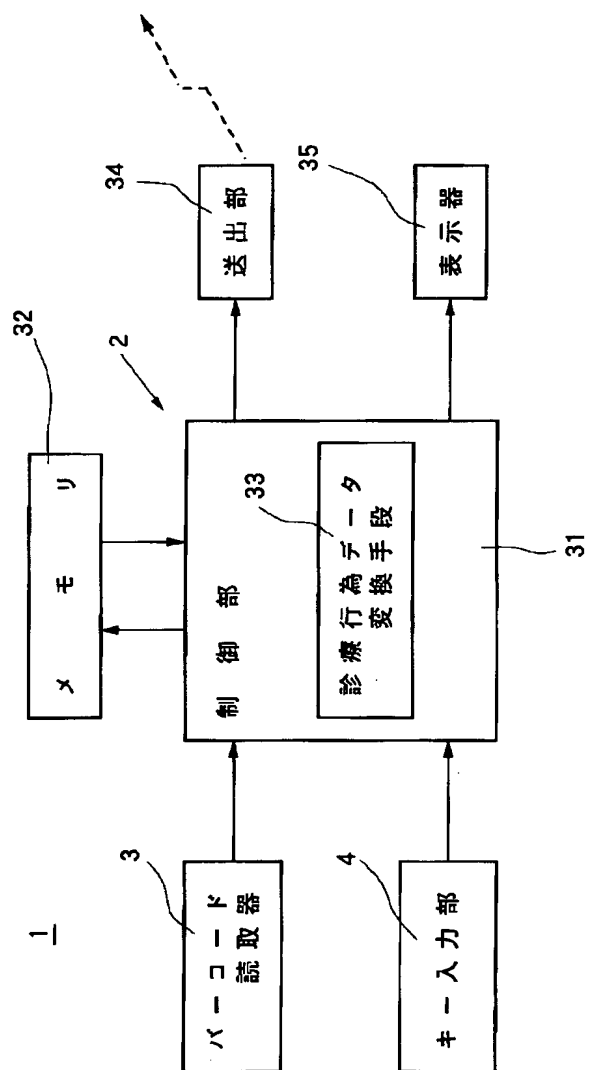 1
3
バーコード
読取器
4
キー入力部
メモリ
32
2
制御部
33
診療行為データ
変換手段
31
34
送出部
35
表示器